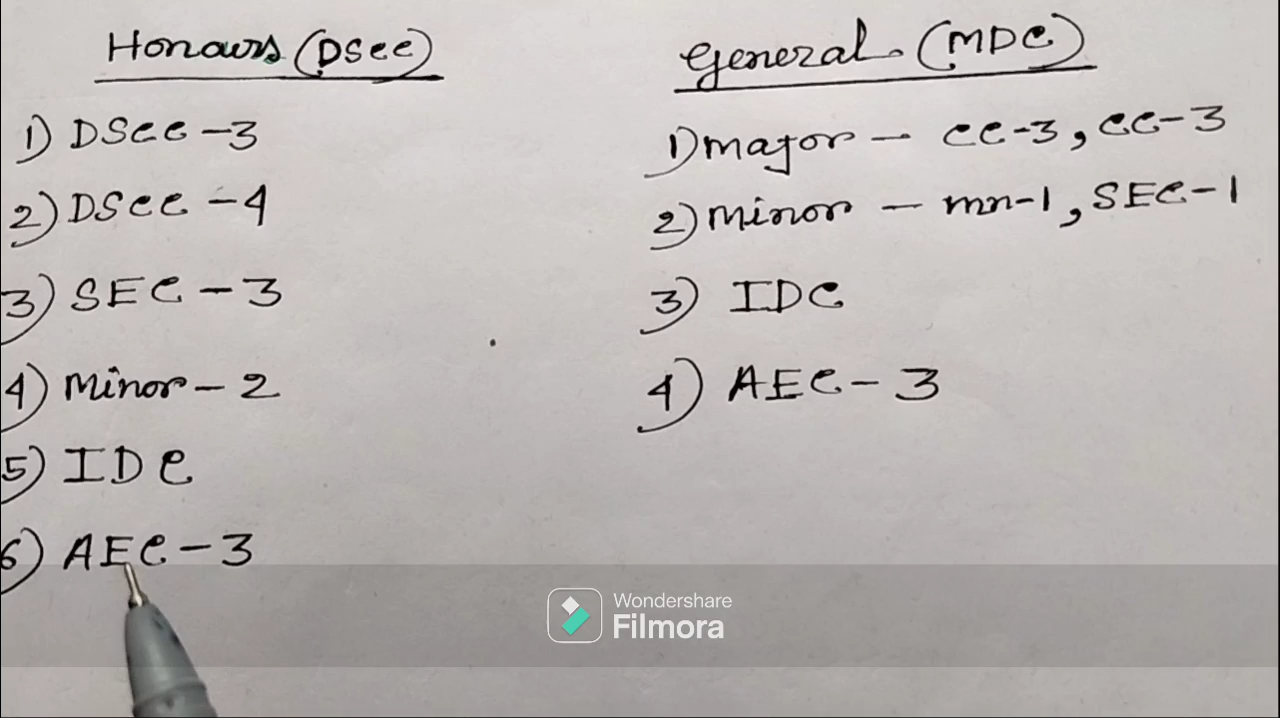 Honours (DSCC)
1) DSCC - 3
2) DSCC - 4
3) SEC - 3
4) Minor - 2
5) IDC
6) AEC - 3
General (MDC)
1) Major - CC-3, CC-3
2) Minor - mn-1, SEC-1
3) IDC
4) AEC - 3
Wondershare
Filmora